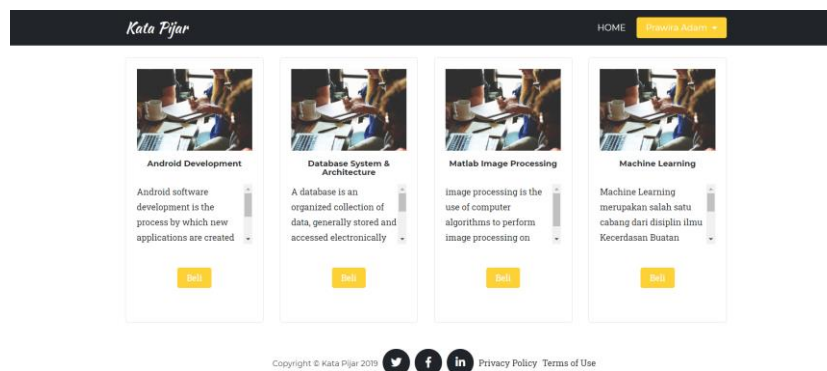 Kata Pijar
HOME
Prawira Adam
Android Development
Android software
development is the
process by which new
applications are created
Beli
Database System &
Architecture
A database is an
organized collection of
data, generally stored and
accessed electronically
Beli
Matlab Image Processing
image processing is the
use of computer
algorithms to perform
image processing on
Beli
Machine Learning
Machine Learning
merupakan salah satu
cabang dari disiplin ilmu
Kecerdasan Buatan
Beli
Copyright © Kata Pijar 2019
Privacy Policy Terms of Use